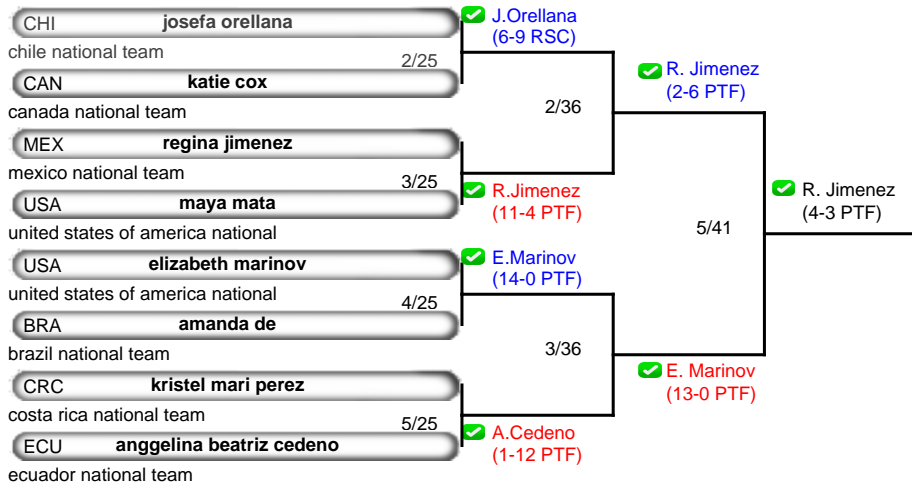 CHI josefa orellana
chile national team
2/25
CAN katie cox
canada national team
MEX regina jimenez
mexico national team
3/25
USA maya mata
united states of america national
USA elizabeth marinov
united states of america national
4/25
BRA amanda de
brazil national team
CRC kristel mari perez
costa rica national team
5/25
ECU anggelina beatriz cedeno
ecuador national team
J.Orellana
(6-9 RSC)
2/36
R.Jimenez
(11-4 PTF)
E.Marinov
(14-0 PTF)
3/36
A.Cedeno
(1-12 PTF)
R. Jimenez
(2-6 PTF)
5/41
E. Marinov
(13-0 PTF)
R. Jimenez
(4-3 PTF)